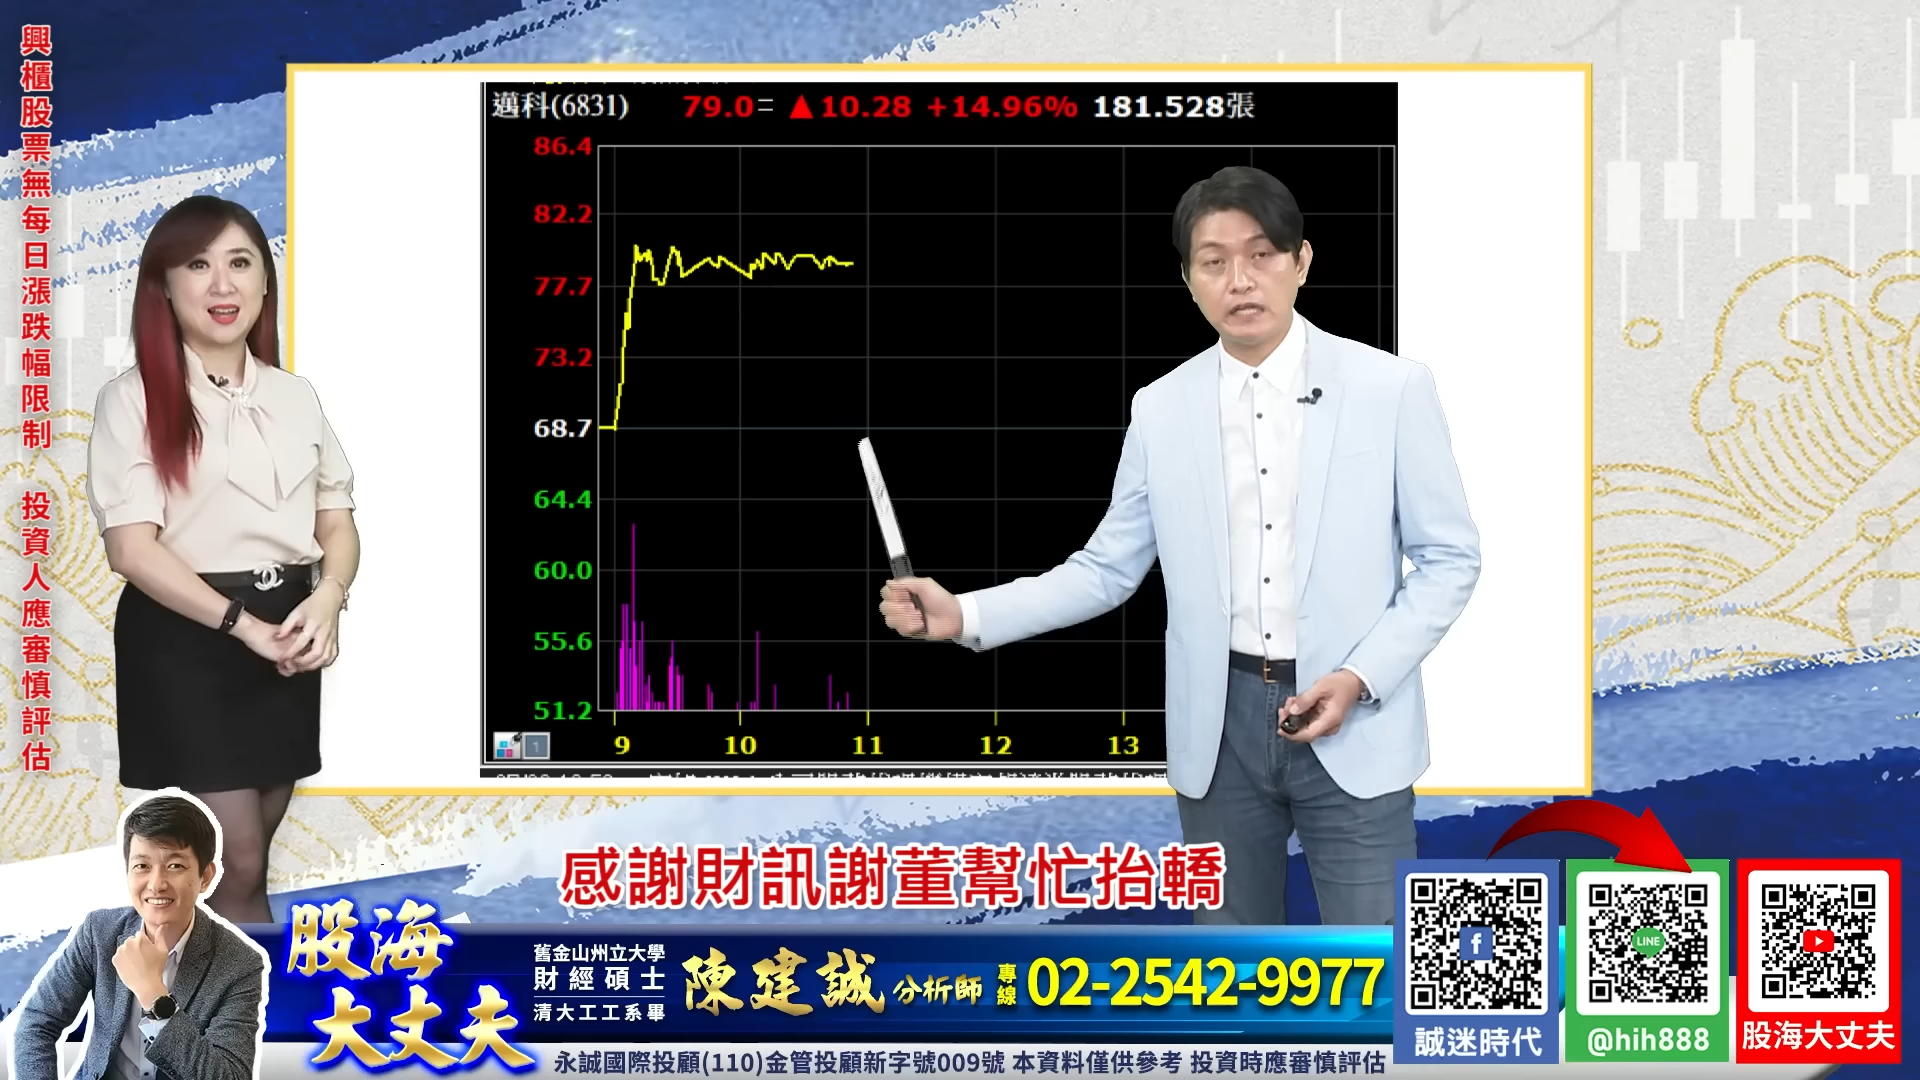 興櫃股票無每日漲跌幅限制 投資人應審慎評估
邁科(6831) 79.0= ▲10.28 +14.96% 181.528張
86.4
82.2
77.7
73.2
68.7
64.4
60.0
55.6
51.2
9 10 11 12 13
1
感謝財訊謝董幫忙抬轎
股海
大丈夫
舊金山州立大學
財經碩士
清大工工系畢
陳建誠 分析師
專線 02-2542-9977
永誠國際投顧(110)金管投顧新字號009號 本資料僅供參考 投資時應審慎評估
f
誠迷時代
LINE
@hih888
股海大丈夫